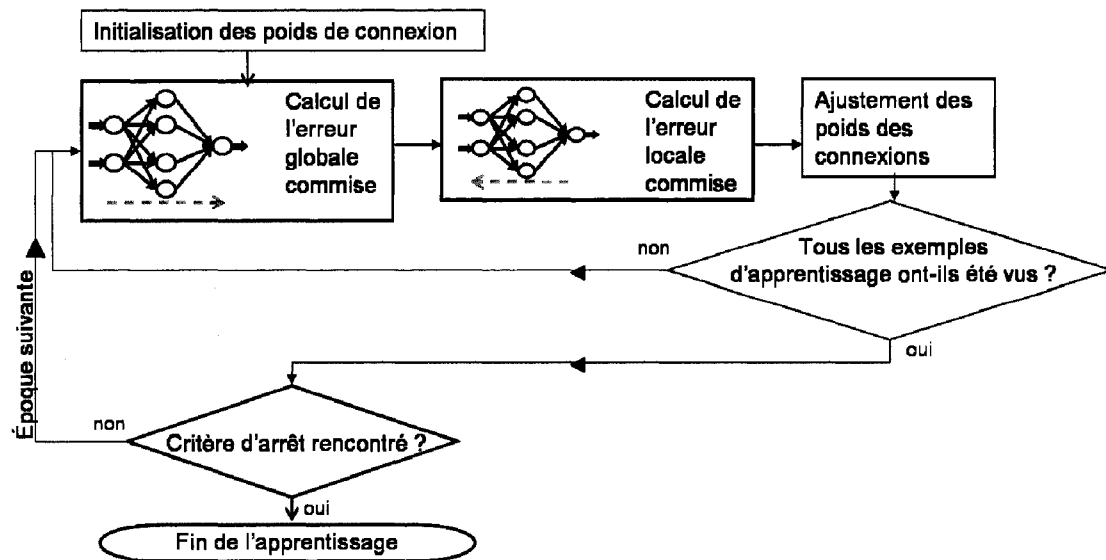 Initialisation des poids de connexion
Calcul de
l'erreur
globale
commise
Calcul de
l'erreur
locale
commise
Ajustement des
poids des
connexions
non
Tous les exemples
d'apprentissage ont-ils été vus ?
oui
Époque suivante
non
Critère d'arrêt rencontré ?
oui
Fin de l'apprentissage